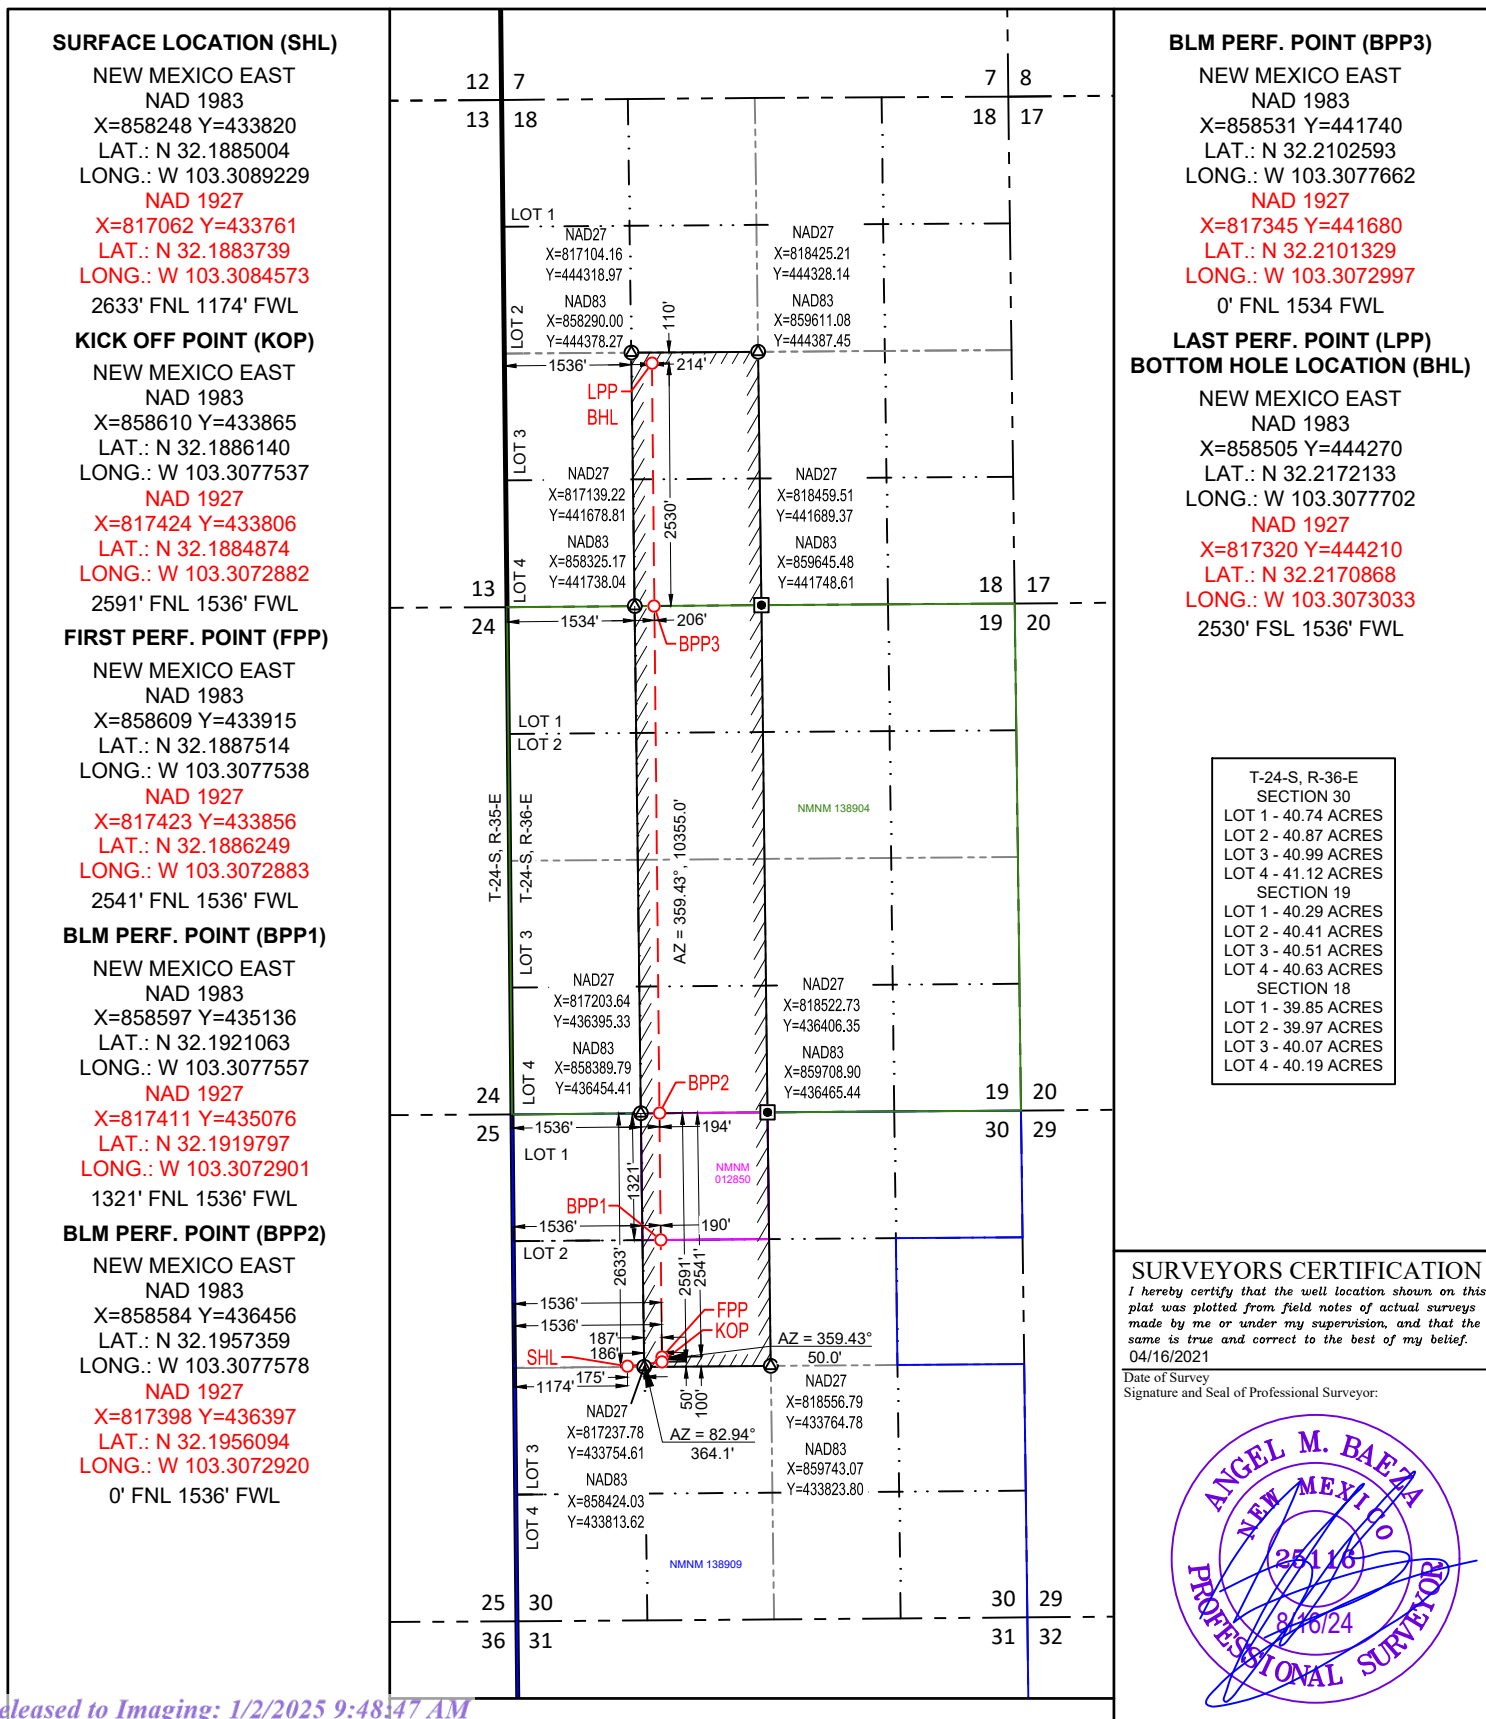 SURFACE LOCATION (SHL)
NEW MEXICO EAST
NAD 1983
X=858248 Y=433820
LAT.: N 32.1885004
LONG.: W 103.3089229
NAD 1927
X=817062 Y=433761
LAT.: N 32.1883739
LONG.: W 103.3084573
2633' FNL 1174' FWL
KICK OFF POINT (KOP)
NEW MEXICO EAST
NAD 1983
X=858610 Y=433865
LAT.: N 32.1886140
LONG.: W 103.3077537
NAD 1927
X=817424 Y=433806
LAT.: N 32.1884874
LONG.: W 103.3072882
2591' FNL 1536' FWL
FIRST PERF. POINT (FPP)
NEW MEXICO EAST
NAD 1983
X=858609 Y=433915
LAT.: N 32.1887514
LONG.: W 103.3077538
NAD 1927
X=817423 Y=433856
LAT.: N 32.1886249
LONG.: W 103.3072883
2541' FNL 1536' FWL
BLM PERF. POINT (BPP1)
NEW MEXICO EAST
NAD 1983
X=858597 Y=435136
LAT.: N 32.1921063
LONG.: W 103.3077557
NAD 1927
X=817411 Y=435076
LAT.: N 32.1919797
LONG.: W 103.3072901
1321' FNL 1536' FWL
BLM PERF. POINT (BPP2)
NEW MEXICO EAST
NAD 1983
X=858584 Y=436456
LAT.: N 32.1957359
LONG.: W 103.3077578
NAD 1927
X=817398 Y=436397
LAT.: N 32.1956094
LONG.: W 103.3072920
0' FNL 1536' FWL
12 7
7 8
13 18
18 17
LOT 1
NAD27
X=817104.16
Y=444318.97
NAD27
X=818425.21
Y=444328.14
LOT 2
NAD83
X=858290.00
Y=444378.27
110'
NAD83
X=859611.08
Y=444387.45
1536'
214'
LPP
BHL
LOT 3
NAD27
X=817139.22
Y=441678.81
2530'
NAD27
X=818459.51
Y=441689.37
LOT 4
NAD83
X=858325.17
Y=441738.04
NAD83
X=859645.48
Y=441748.61
13
18 17
24
19 20
1534'
206'
BPP3
LOT 1
LOT 2
NMNM 138904
T-24-S, R-35-E
T-24-S, R-36-E
AZ = 359.43°, 10355.0'
LOT 3
NAD27
X=817203.64
Y=436395.33
NAD27
X=818522.73
Y=436406.35
LOT 4
NAD83
X=858389.79
Y=436454.41
NAD83
X=859708.90
Y=436465.44
BPP2
24
19 20
25
30 29
1536'
194'
LOT 1
1321'
NMNM
012850
BPP1
1536'
190'
LOT 2
2633'
2591'
2541'
1536'
1536'
FPP
KOP
187'
186'
AZ = 359.43°
50.0'
SHL
175'
1174'
50'
100'
NAD27
X=817237.78
Y=433754.61
AZ = 82.94°
364.1'
NAD27
X=818556.79
Y=433764.78
LOT 3
NAD83
X=858424.03
Y=433813.62
NAD83
X=859743.07
Y=433823.80
LOT 4
NMNM 138909
25 30
30 29
36 31
31 32
BLM PERF. POINT (BPP3)
NEW MEXICO EAST
NAD 1983
X=858531 Y=441740
LAT.: N 32.2102593
LONG.: W 103.3077662
NAD 1927
X=817345 Y=441680
LAT.: N 32.2101329
LONG.: W 103.3072997
0' FNL 1534 FWL
LAST PERF. POINT (LPP)
BOTTOM HOLE LOCATION (BHL)
NEW MEXICO EAST
NAD 1983
X=858505 Y=444270
LAT.: N 32.2172133
LONG.: W 103.3077702
NAD 1927
X=817320 Y=444210
LAT.: N 32.2170868
LONG.: W 103.3073033
2530' FSL 1536' FWL
T-24-S, R-36-E
SECTION 30
LOT 1 - 40.74 ACRES
LOT 2 - 40.87 ACRES
LOT 3 - 40.99 ACRES
LOT 4 - 41.12 ACRES
SECTION 19
LOT 1 - 40.29 ACRES
LOT 2 - 40.41 ACRES
LOT 3 - 40.51 ACRES
LOT 4 - 40.63 ACRES
SECTION 18
LOT 1 - 39.85 ACRES
LOT 2 - 39.97 ACRES
LOT 3 - 40.07 ACRES
LOT 4 - 40.19 ACRES
SURVEYORS CERTIFICATION
I hereby certify that the well location shown on this
plat was plotted from field notes of actual surveys
made by me or under my supervision, and that the
same is true and correct to the best of my belief.
04/16/2021
Date of Survey
Signature and Seal of Professional Surveyor:
ANGEL M. BAEZA
NEW MEXICO
25116
8/16/24
PROFESSIONAL SURVEYOR
eleased to Imaging: 1/2/2025 9:48:47 AM